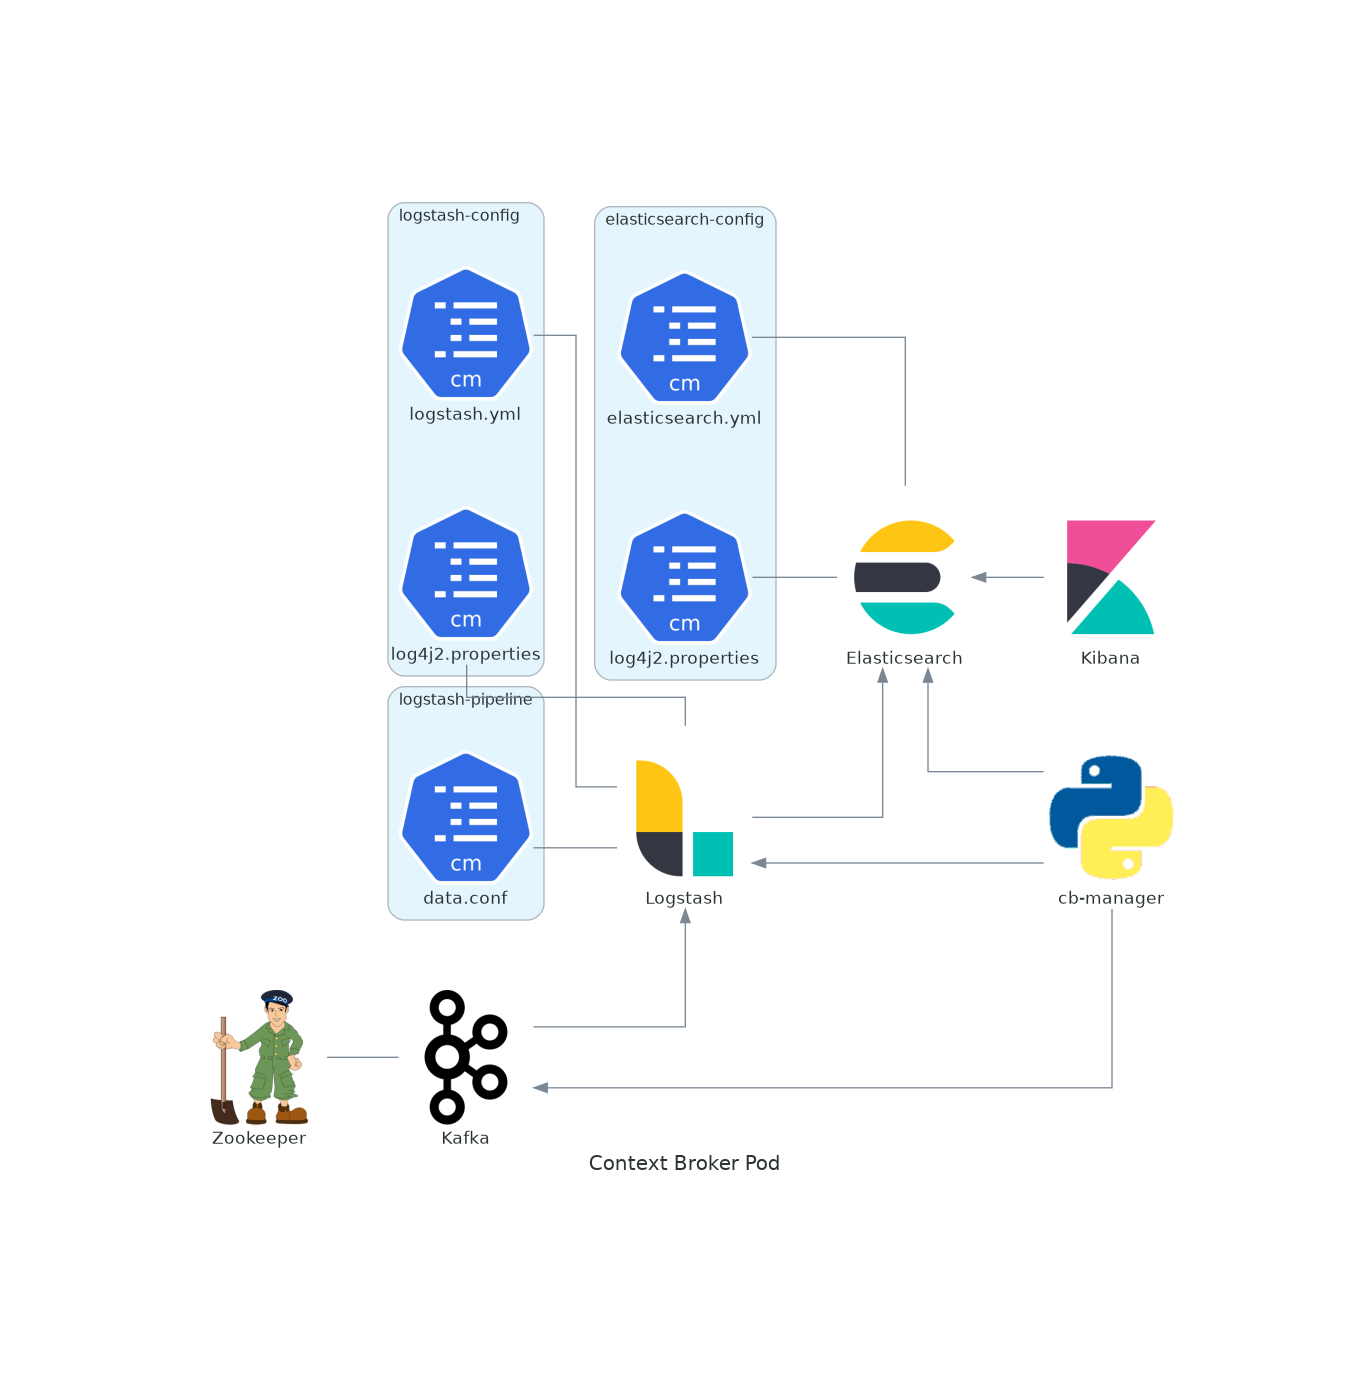 logstash-config
cm
logstash.yml
cm
log4j2.properties
elasticsearch-config
cm
elasticsearch.yml
cm
log4j2.properties
logstash-pipeline
cm
data.conf
Elasticsearch
Kibana
Logstash
cb-manager
ZOO
Zookeeper
Kafka
Context Broker Pod